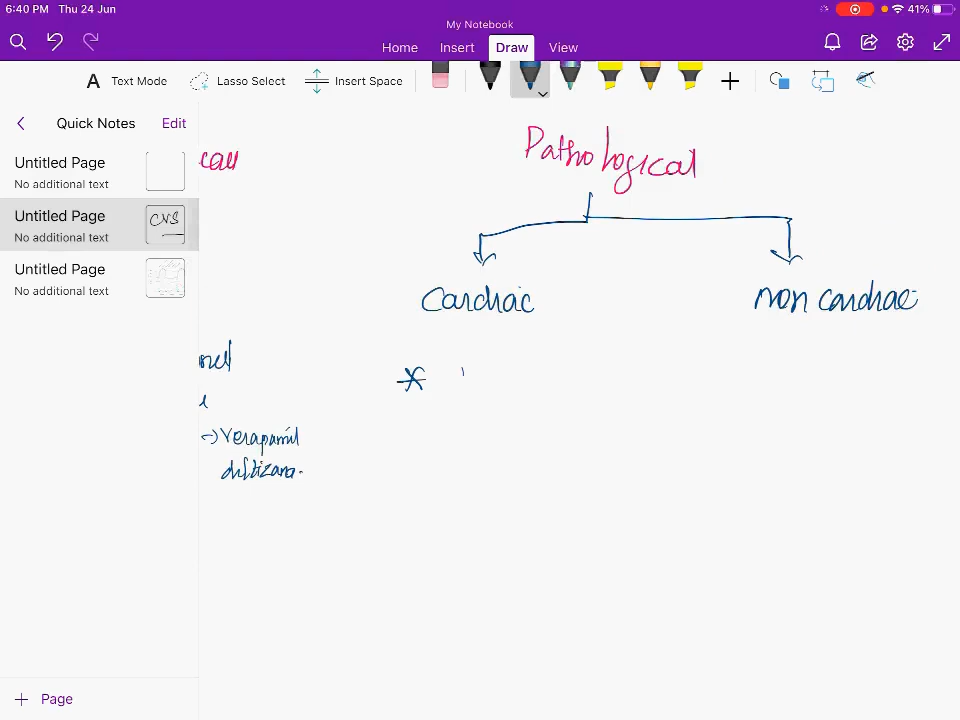 6:40 PM Thu 24 Jun
41%
My Notebook
Home Insert Draw View
A Text Mode Lasso Select Insert Space
Quick Notes Edit
Untitled Page
No additional text
Untitled Page
No additional text
CNS
Untitled Page
No additional text
Pathological
Cardiac
non cardiac
*
→ Verapamil
Page